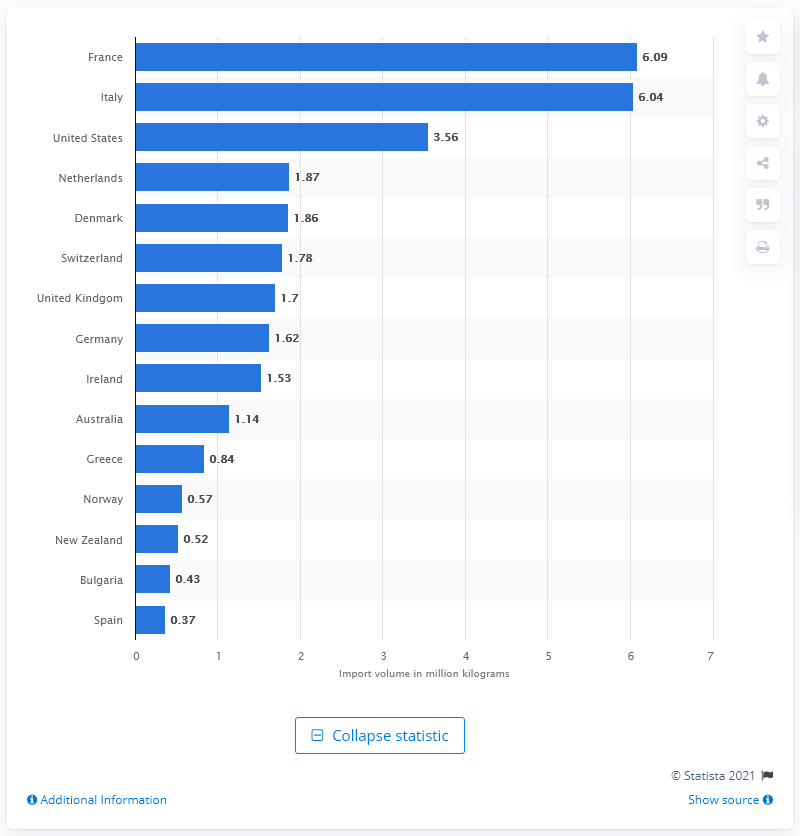 France 6.09
Italy 6.04
United States 3.56
Netherlands 1.87
Denmark 1.86
Switzerland 1.78
United Kindgom 1.7
Germany 1.62
Ireland 1.53
Australia 1.14
Greece 0.84
Norway 0.57
New Zealand 0.52
Bulgaria 0.43
Spain 0.37
0 1 2 3 4 5 6 7
Import volume in million kilograms
Collapse statistic
© Statista 2021
Additional Information Show source